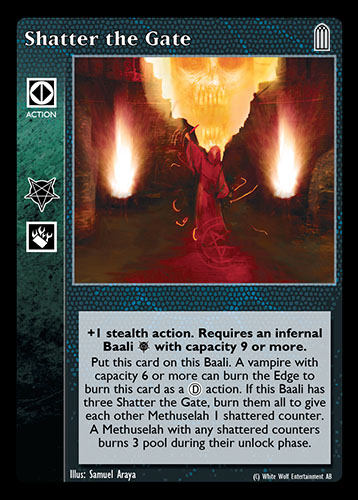 Shatter the Gate
ACTION
+1 stealth action. Requires an infernal
Baali with capacity 9 or more.
Put this card on this Baali. A vampire with
capacity 6 or more can burn the Edge to
burn this card as a D action. If this Baali has
three Shatter the Gate, burn them all to give
each other Methuselah 1 shattered counter.
A Methuselah with any shattered counters
burns 3 pool during their unlock phase.
Illus: Samuel Araya
(C) White Wolf Entertainment AB